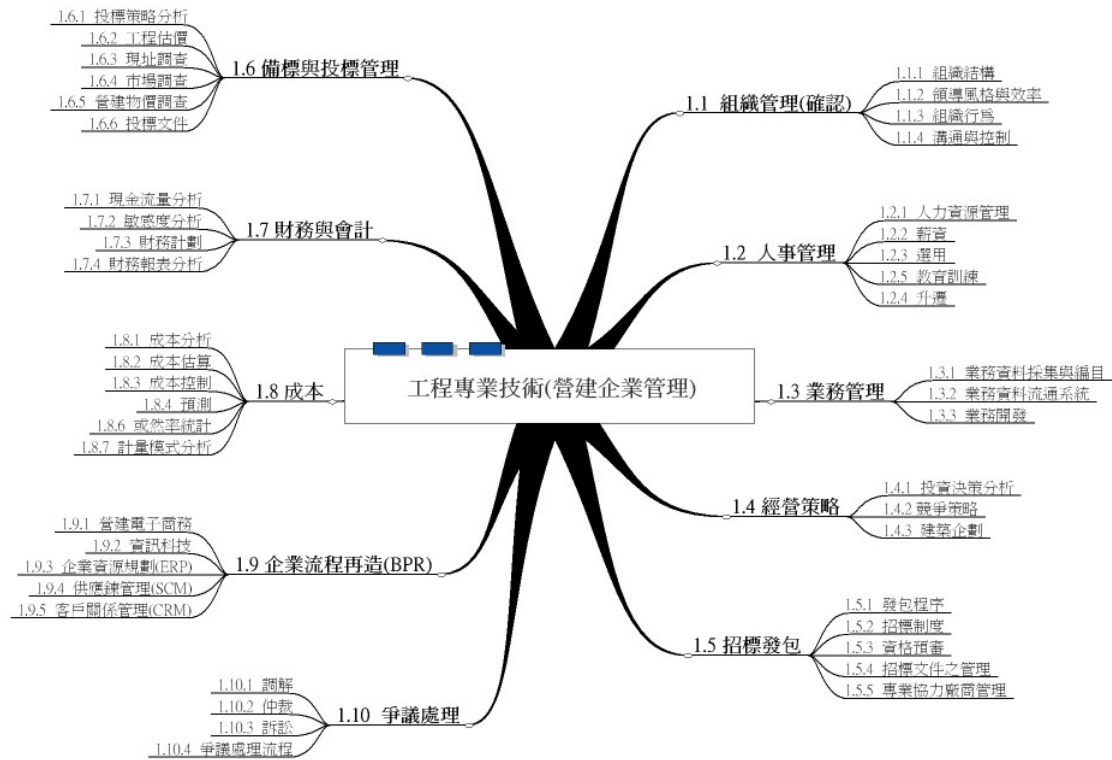 工程專業技術(營建企業管理)
1.1 組織管理(確認)
1.1.1 組織結構
1.1.2 領導風格與效率
1.1.3 組織行為
1.1.4 溝通與控制
1.2 人事管理
1.2.1 人力資源管理
1.2.2 薪資
1.2.3 選用
1.2.5 教育訓練
1.2.4 升遷
1.3 業務管理
1.3.1 業務資料採集與編目
1.3.2 業務資料流通系統
1.3.3 業務開發
1.4 經營策略
1.4.1 投資決策分析
1.4.2 競爭策略
1.4.3 建築企劃
1.5 招標發包
1.5.1 發包程序
1.5.2 招標制度
1.5.3 資格預審
1.5.4 招標文件之管理
1.5.5 專業協力廠商管理
1.6 備標與投標管理
1.6.1 投標策略分析
1.6.2 工程估價
1.6.3 現址調查
1.6.4 市場調查
1.6.5 營建物價調查
1.6.6 投標文件
1.7 財務與會計
1.7.1 現金流量分析
1.7.2 敏感度分析
1.7.3 財務計劃
1.7.4 財務報表分析
1.8 成本
1.8.1 成本分析
1.8.2 成本估算
1.8.3 成本控制
1.8.4 預測
1.8.6 或然率統計
1.8.7 計量模式分析
1.9 企業流程再造(BPR)
1.9.1 營建電子商務
1.9.2 資訊科技
1.9.3 企業資源規劃(ERP)
1.9.4 供應鍊管理(SCM)
1.9.5 客戶關係管理(CRM)
1.10 爭議處理
1.10.1 調解
1.10.2 仲裁
1.10.3 訴訟
1.10.4 爭議處理流程